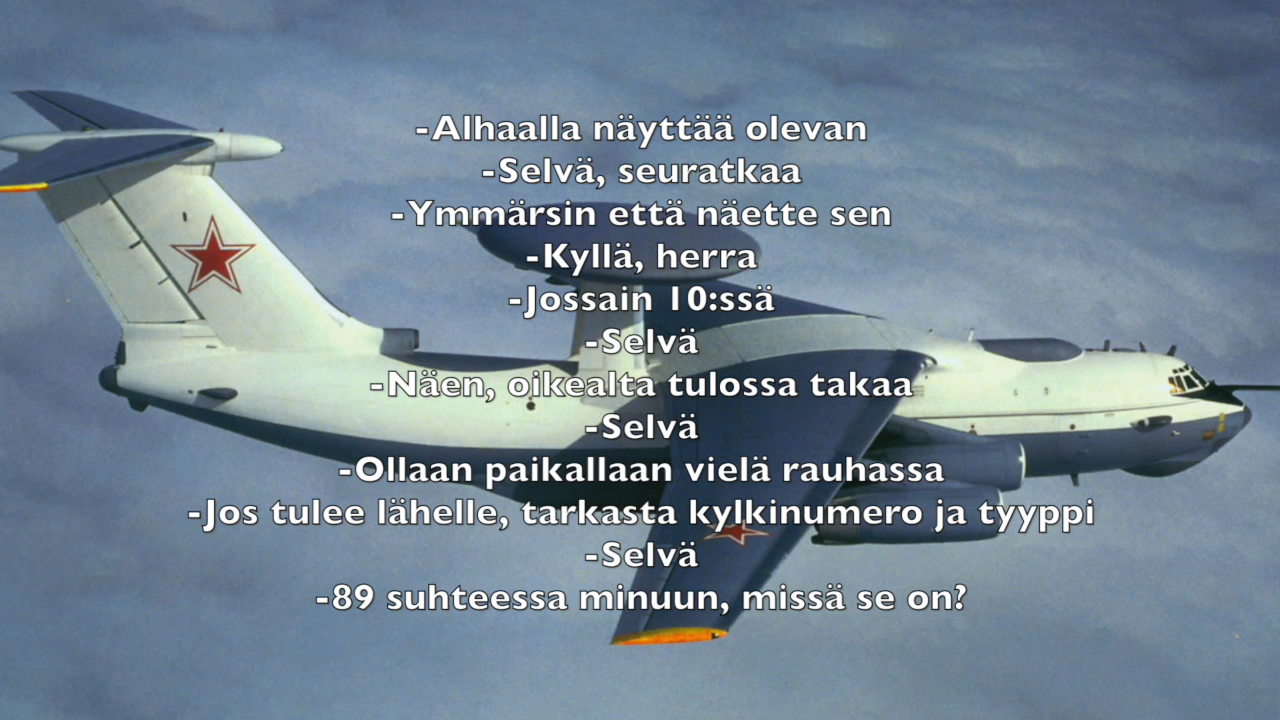 -Alhaalla näyttää olevan
-Selvä, seuratkaa
-Ymmärsin että näette sen
-Kyllä, herra
-Jossain 10:ssä
-Selvä
-Näen, oikealta tulossa takaa
-Selvä
-Ollaan paikallaan vielä rauhassa
-Jos tulee lähelle, tarkasta kylkinumero ja tyyppi
-Selvä
-89 suhteessa minuun, missä se on?